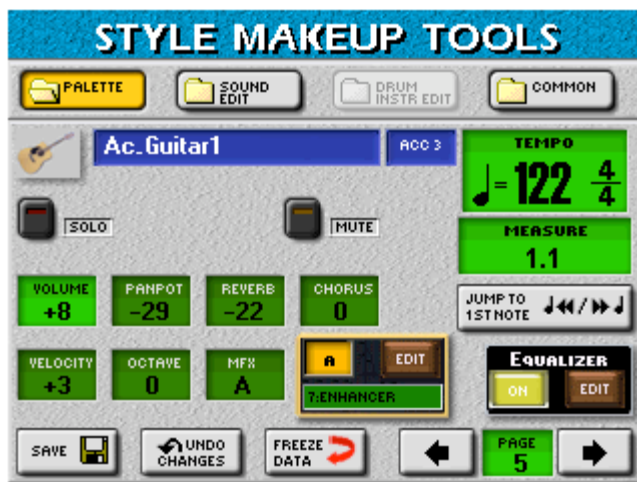 STYLE MAKEUP TOOLS
PALETTE
SOUND
EDIT
DRUM
INSTR EDIT
COMMON
Ac.Guitar1
ACC 3
TEMPO
=122 4/4
SOLO
MUTE
MEASURE
1.1
VOLUME
+8
PANPOT
-29
REVERB
-22
CHORUS
0
JUMP TO
1ST NOTE
VELOCITY
+3
OCTAVE
0
MFX
A
A
EDIT
7:ENHANCER
EQUALIZER
ON
EDIT
SAVE
UNDO
CHANGES
FREEZE
DATA
PAGE
5